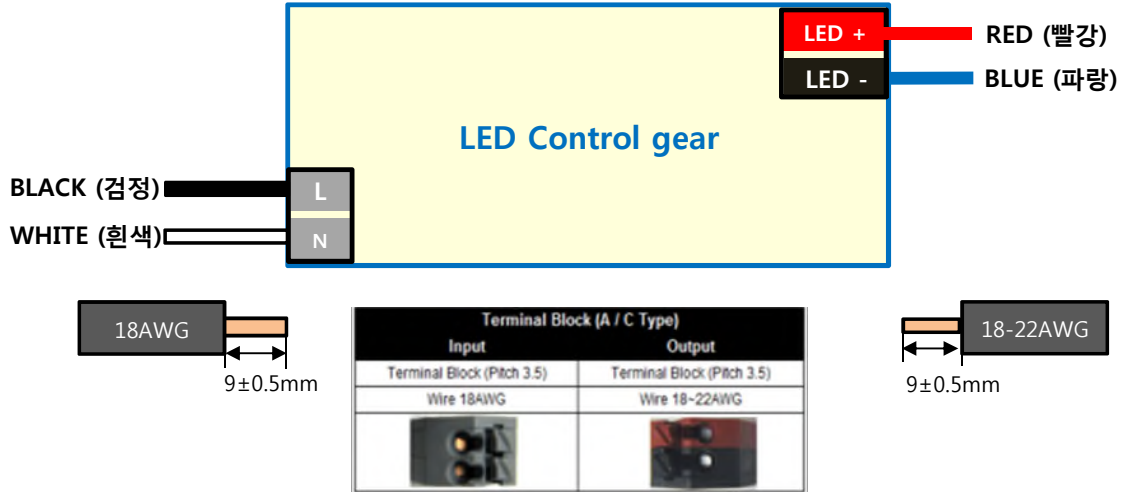 LED +
RED (빨강)
LED -
BLUE (파랑)
LED Control gear
BLACK (검정)
L
WHITE (흰색)
N
18AWG
9±0.5mm
Terminal Block (A / C Type)
Input Output
Terminal Block (Pitch 3.5) Terminal Block (Pitch 3.5)
Wire 18AWG Wire 18~22AWG
18-22AWG
9±0.5mm